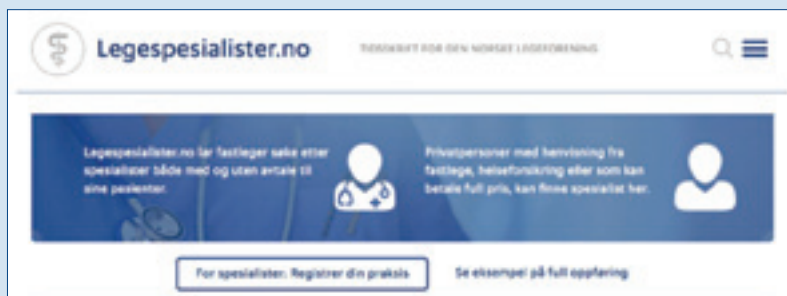 Legespesialister.no
TIDSSKRIFT FOR DEN NORSKE LEGEFORENING
Legespesialister.no lar fastleger søke etter
spesialister både med og uten avtale til
sine pasienter.
Privatpersoner med henvisning fra
fastlege, helseforsikring eller som kan
betale full pris, kan finne spesialist her.
For spesialister: Registrer din praksis
Se eksempel på full oppføring